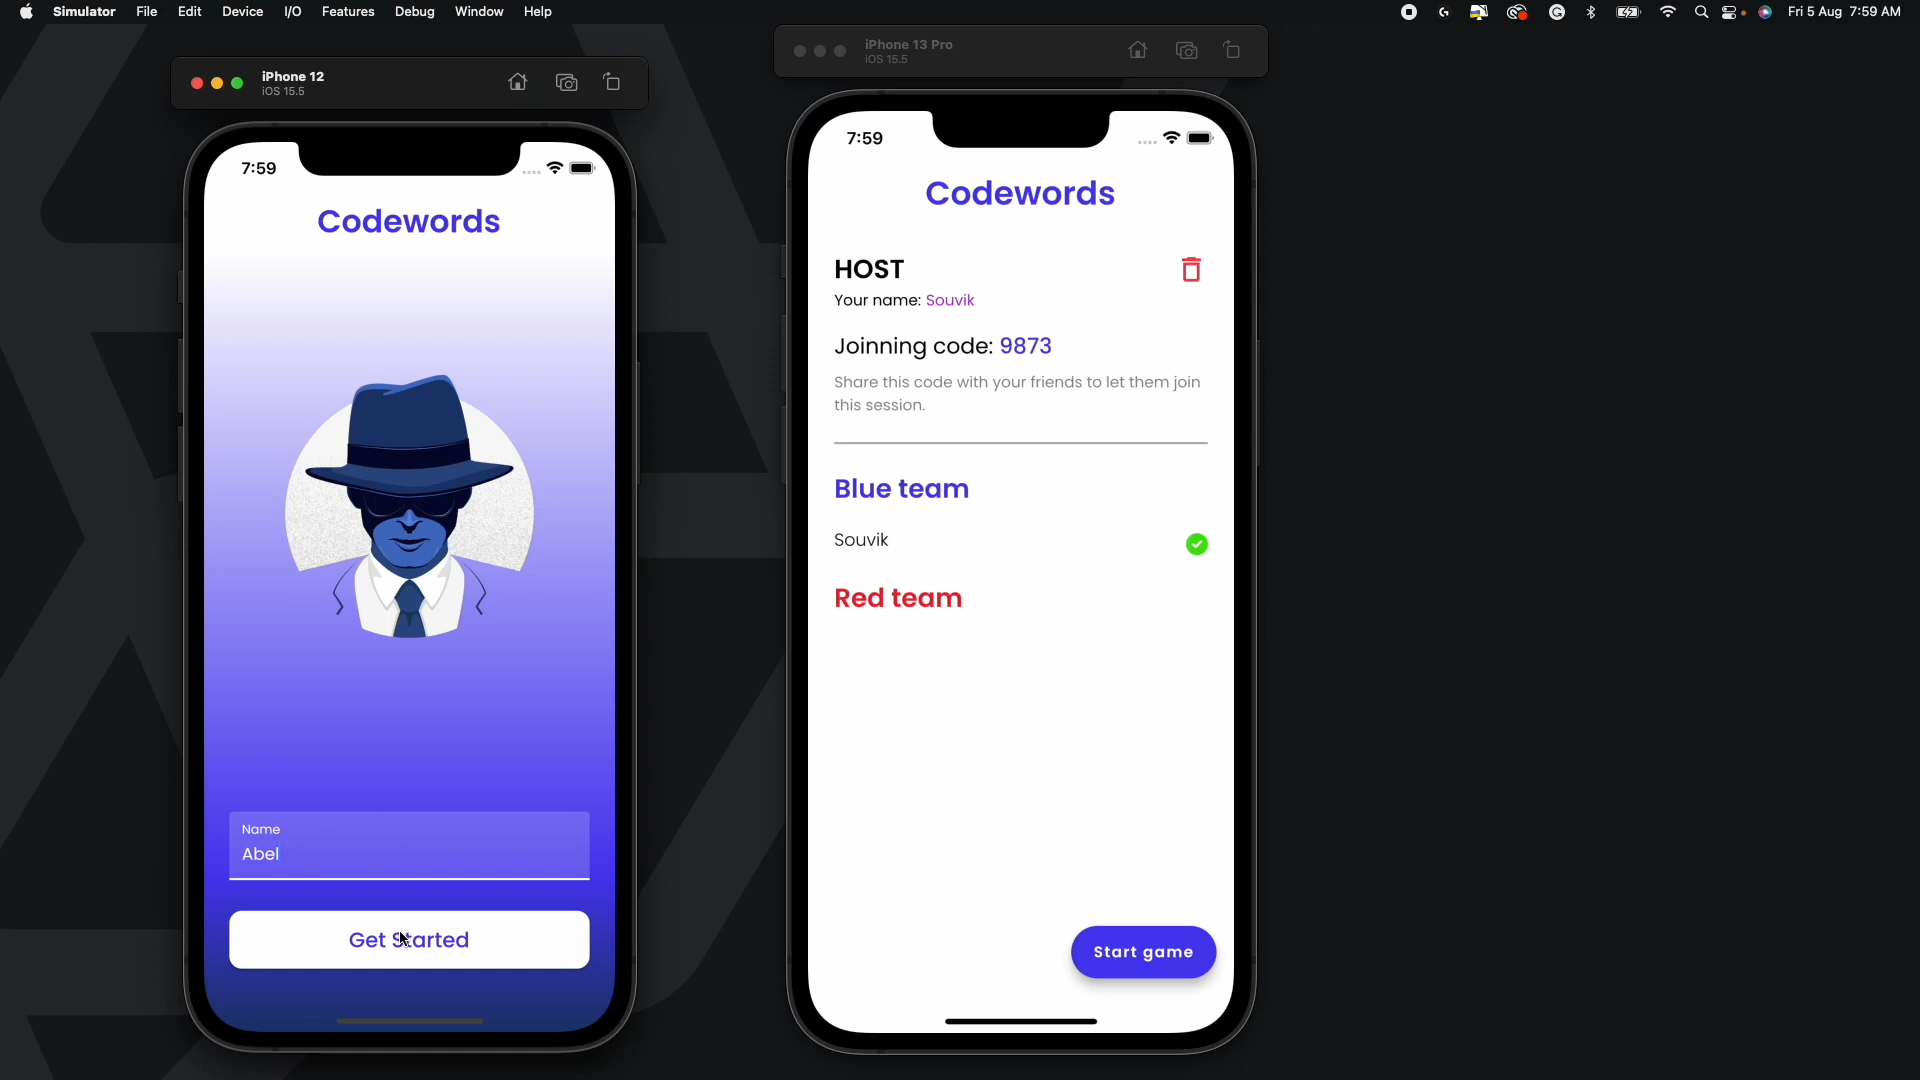 Simulator File Edit Device I/O Features Debug Window Help
Fri 5 Aug 7:59 AM
iPhone 12
iOS 15.5
7:59
Codewords
Name
Abel
Get Started
iPhone 13 Pro
iOS 15.5
7:59
Codewords
HOST
Your name: Souvik
Joinning code: 9873
Share this code with your friends to let them join
this session.
Blue team
Souvik
Red team
Start game